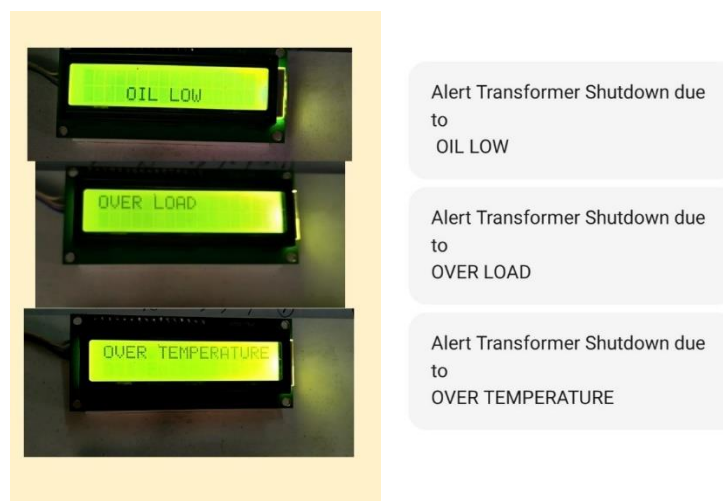 OIL LOW
OVER LOAD
OVER TEMPERATURE
Alert Transformer Shutdown due
to
OIL LOW
Alert Transformer Shutdown due
to
OVER LOAD
Alert Transformer Shutdown due
to
OVER TEMPERATURE